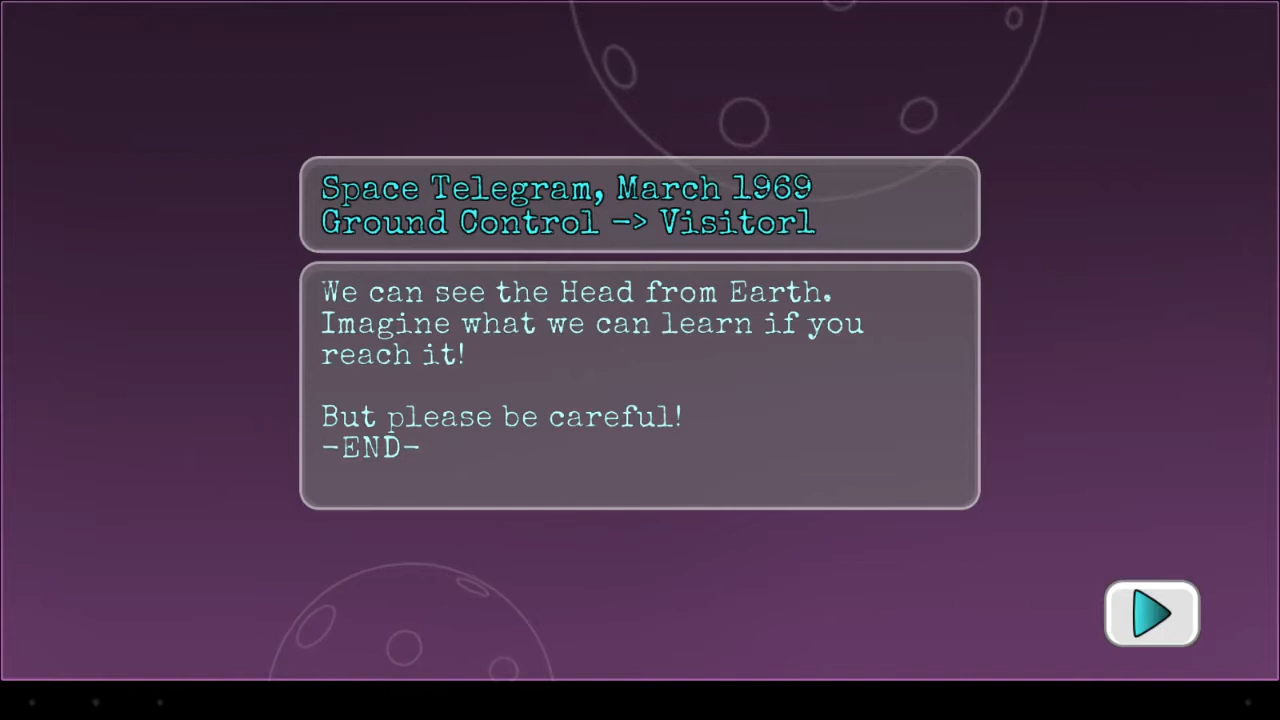 Space Telegram, March 1969
Ground Control -> Visitor1
We can see the Head from Earth.
Imagine what we can learn if you
reach it!
But please be careful!
-END-